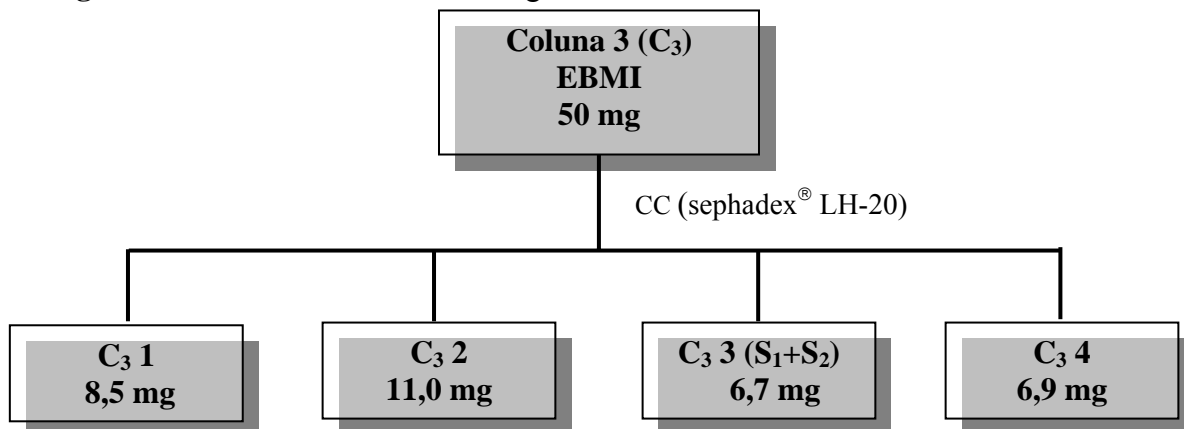 Coluna 3 (C₃)
EBMI
50 mg
CC (sephadex® LH-20)
C₃ 1
8,5 mg
C₃ 2
11,0 mg
C₃ 3 (S₁+S₂)
6,7 mg
C₃ 4
6,9 mg